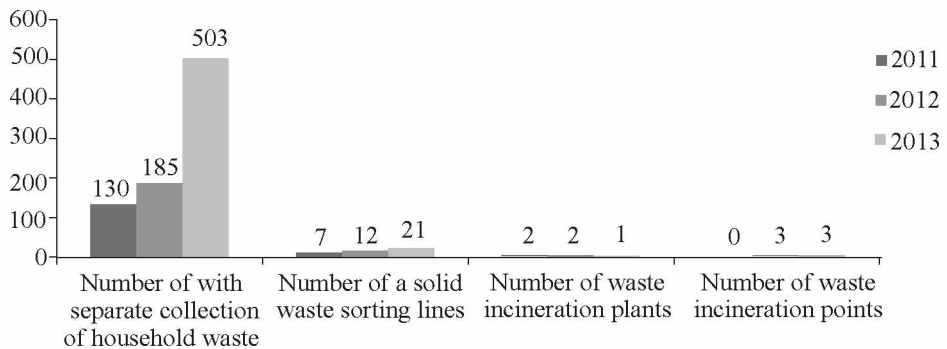 600
500
400
300
200
100
0
130
185
503
7
12
21
2
2
1
0
3
3
2011
2012
2013
Number of with
separate collection
of household waste
Number of a solid
waste sorting lines
Number of waste
incineration plants
Number of waste
incineration points